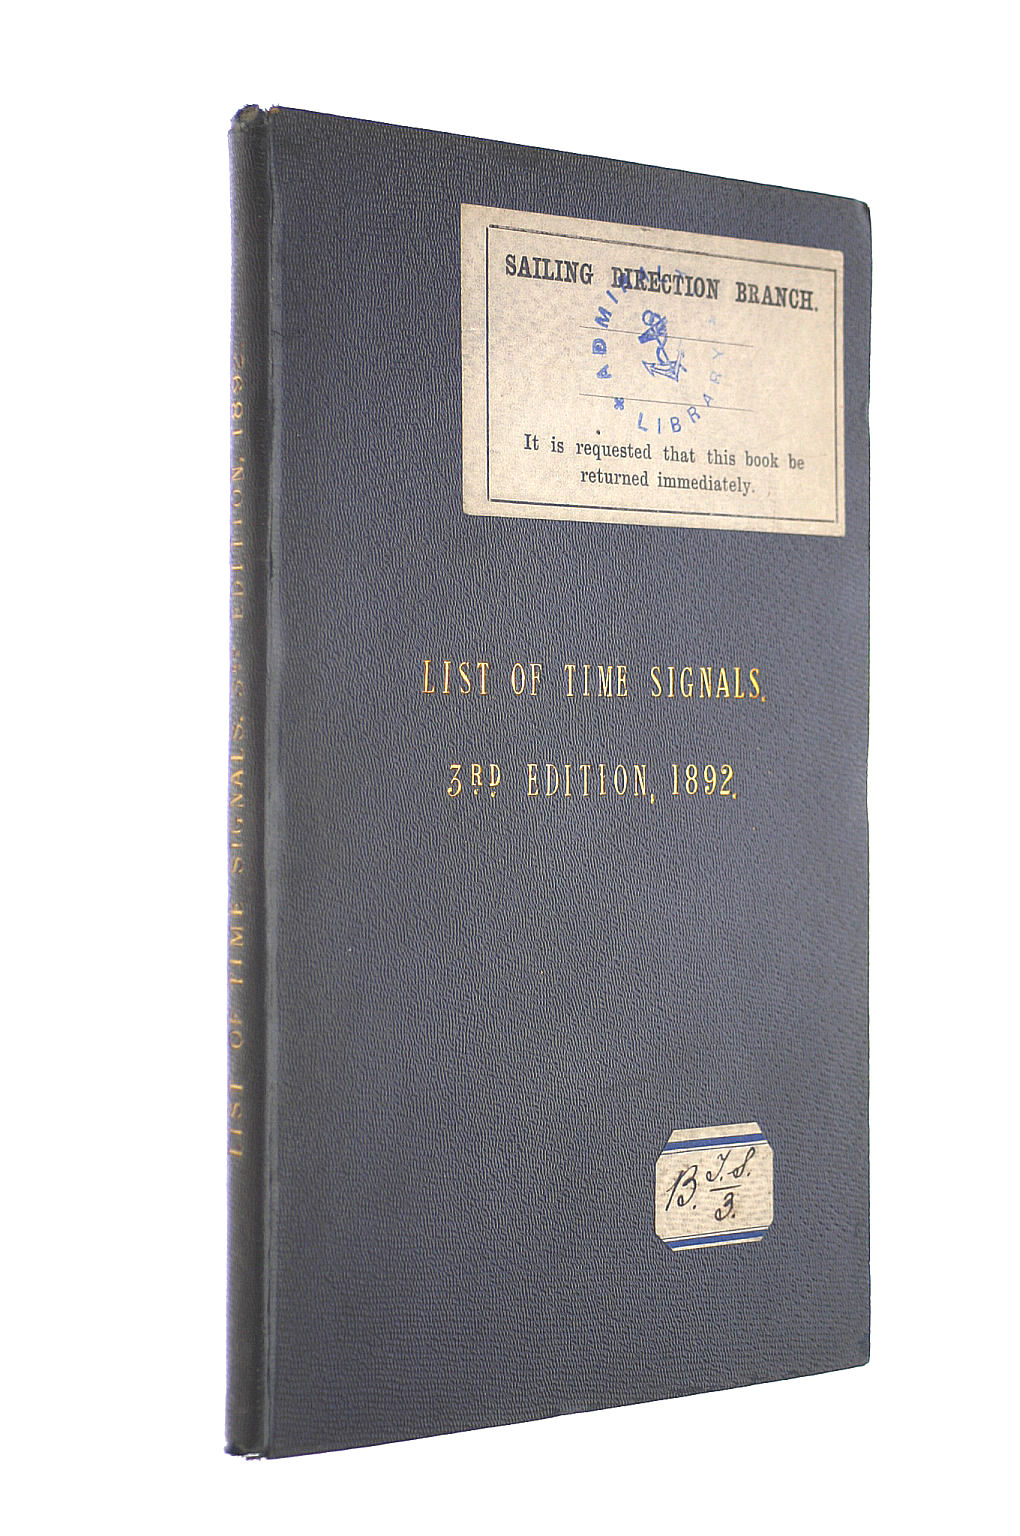 SAILING DIRECTION BRANCH.
ADMIRALTY
LIBRARY
It is requested that this book be
returned immediately.
LIST OF TIME SIGNALS.
3RD EDITION, 1892.
B. T.S.
3.
LIST OF TIME SIGNALS. 3RD EDITION, 1892.